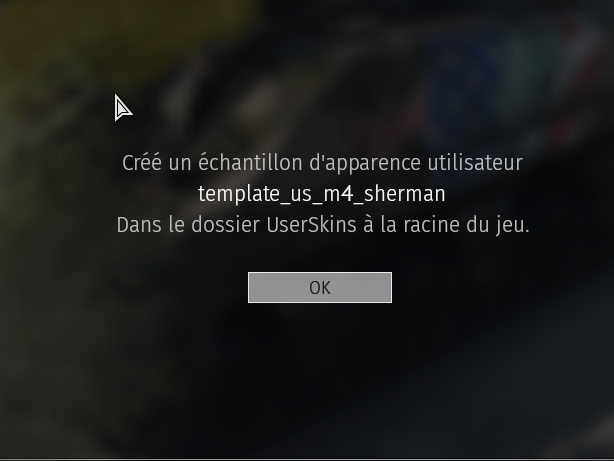 Créé un échantillon d'apparence utilisateur
template_us_m4_sherman
Dans le dossier UserSkins à la racine du jeu.
OK